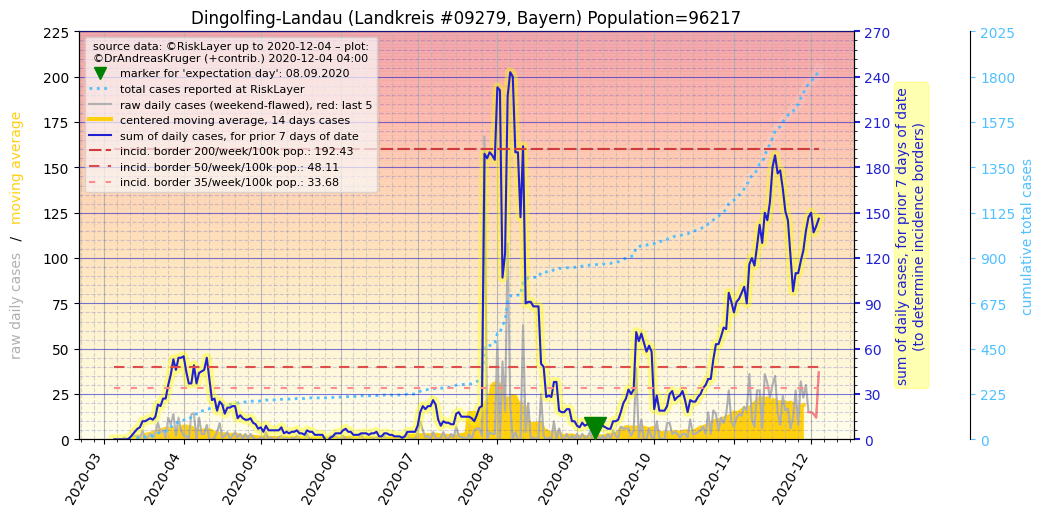 Dingolfing-Landau (Landkreis #09279, Bayern) Population=96217
source data: ©RiskLayer up to 2020-12-04 – plot:
©DrAndreasKruger (+contrib.) 2020-12-04 04:00
marker for 'expectation day': 08.09.2020
total cases reported at RiskLayer
raw daily cases (weekend-flawed), red: last 5
centered moving average, 14 days cases
sum of daily cases, for prior 7 days of date
incid. border 200/week/100k pop.: 192.43
incid. border 50/week/100k pop.: 48.11
incid. border 35/week/100k pop.: 33.68
raw daily cases / moving average
225
200
175
150
125
100
75
50
25
0
2020-03
2020-04
2020-05
2020-06
2020-07
2020-08
2020-09
2020-10
2020-11
2020-12
270
240
210
180
150
120
90
60
30
0
sum of daily cases, for prior 7 days of date
(to determine incidence borders)
2025
1800
1575
1350
1125
900
675
450
225
0
cumulative total cases